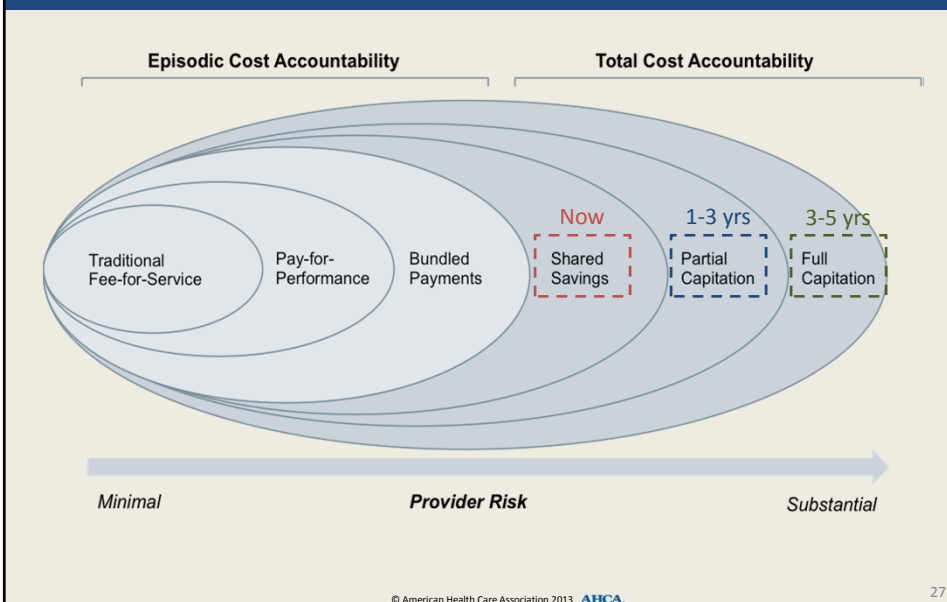 Episodic Cost Accountability
Total Cost Accountability
Now
1-3 yrs
3-5 yrs
Traditional
Fee-for-Service
Pay-for-
Performance
Bundled
Payments
Shared
Savings
Partial
Capitation
Full
Capitation
Minimal
Provider Risk
Substantial
© American Health Care Association 2013 AHCA.
27